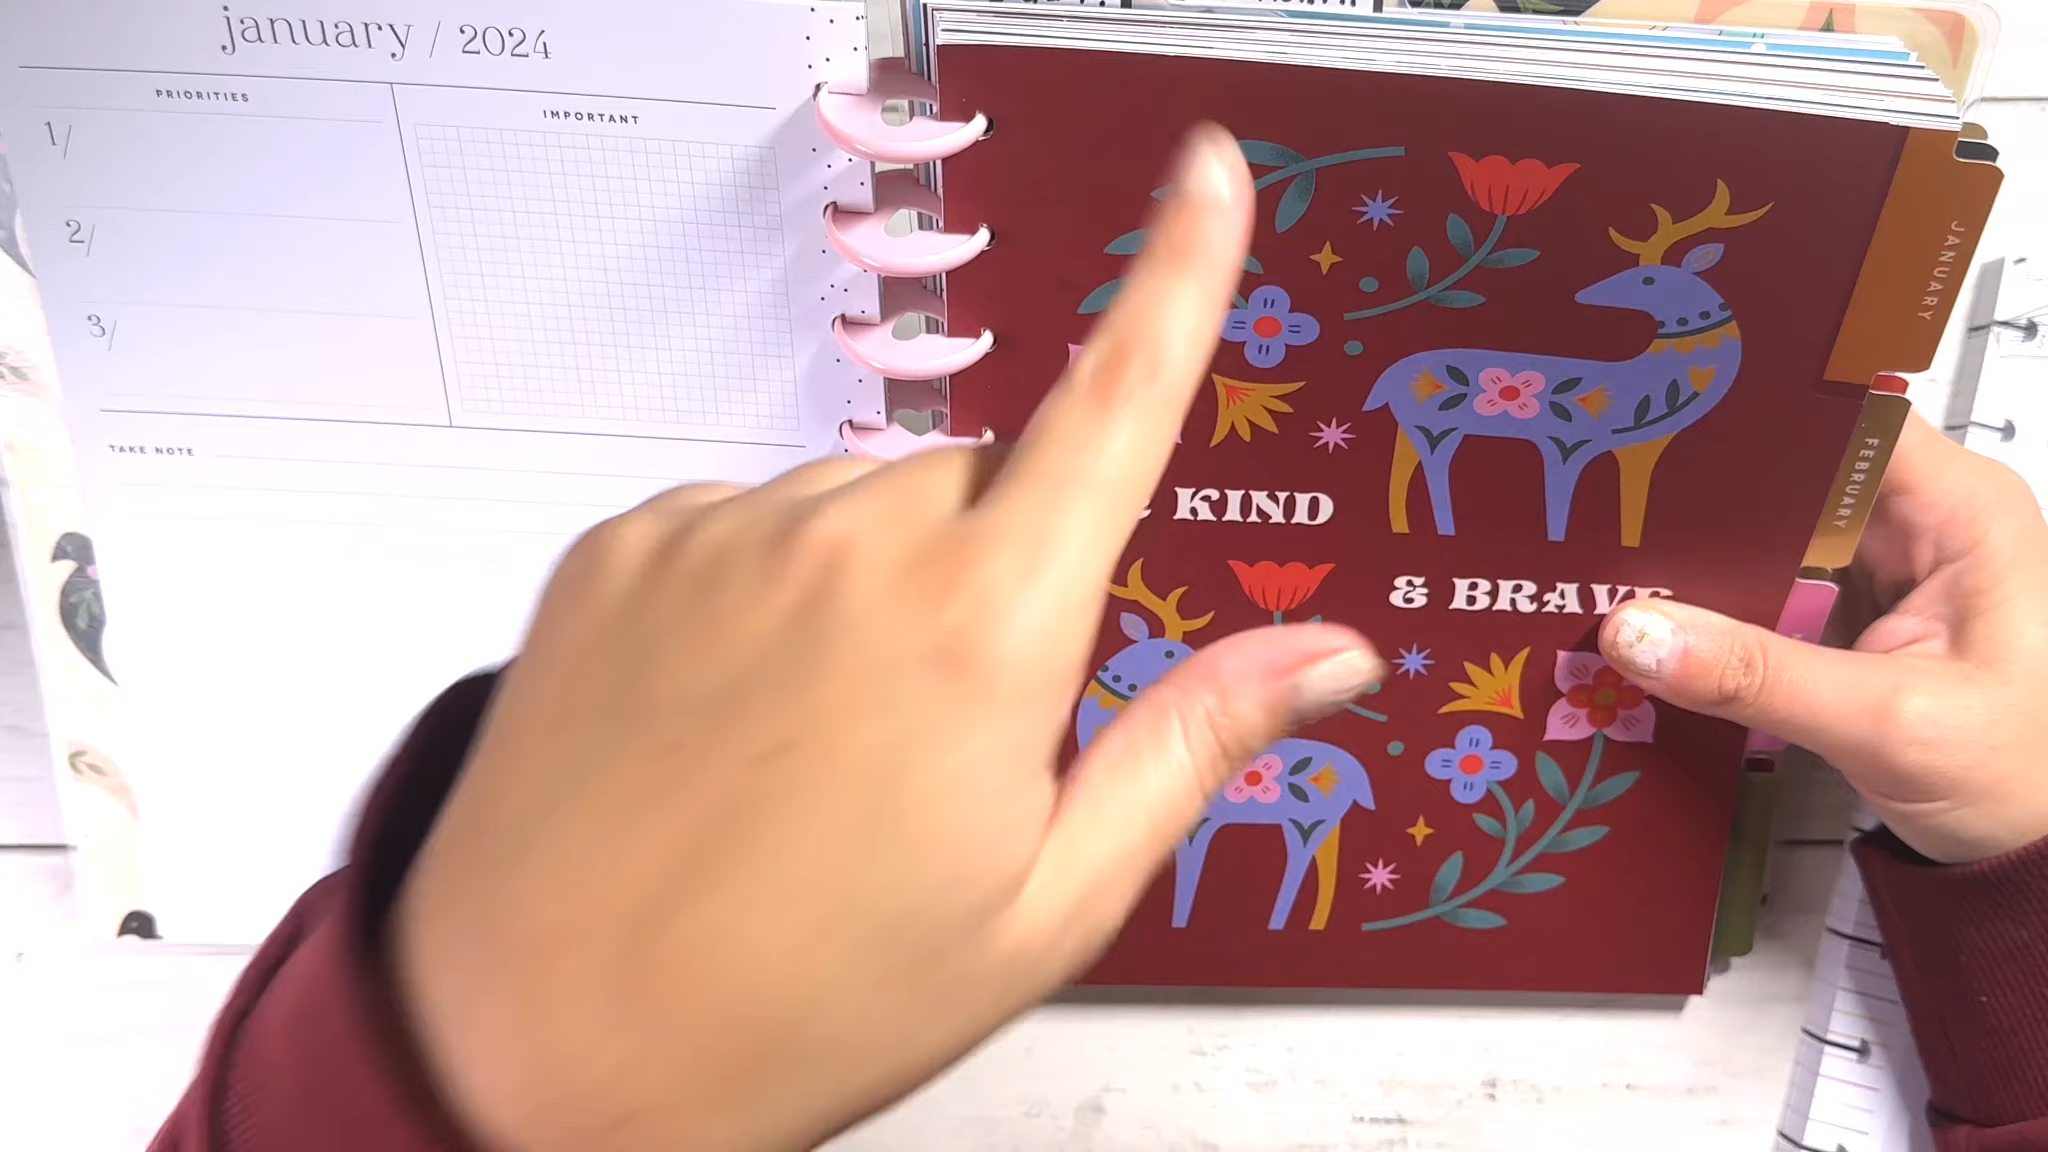 january / 2024
PRIORITIES
IMPORTANT
1/
2/
3/
TAKE NOTE
KIND
& BRAVE
JANUARY
FEBRUARY